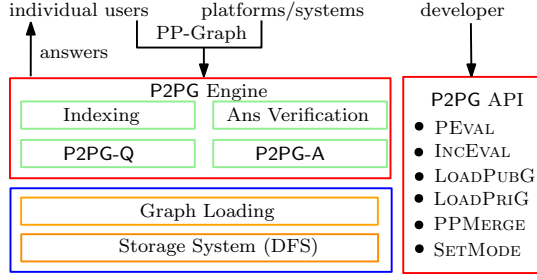 individual users platforms/systems developer
PP-Graph
answers
P2PG Engine
Indexing Ans Verification
P2PG-Q P2PG-A
Graph Loading
Storage System (DFS)
P2PG API
• PEVAL
• INCEVAL
• LOADPUBG
• LOADPRIG
• PPMERGE
• SETMODE